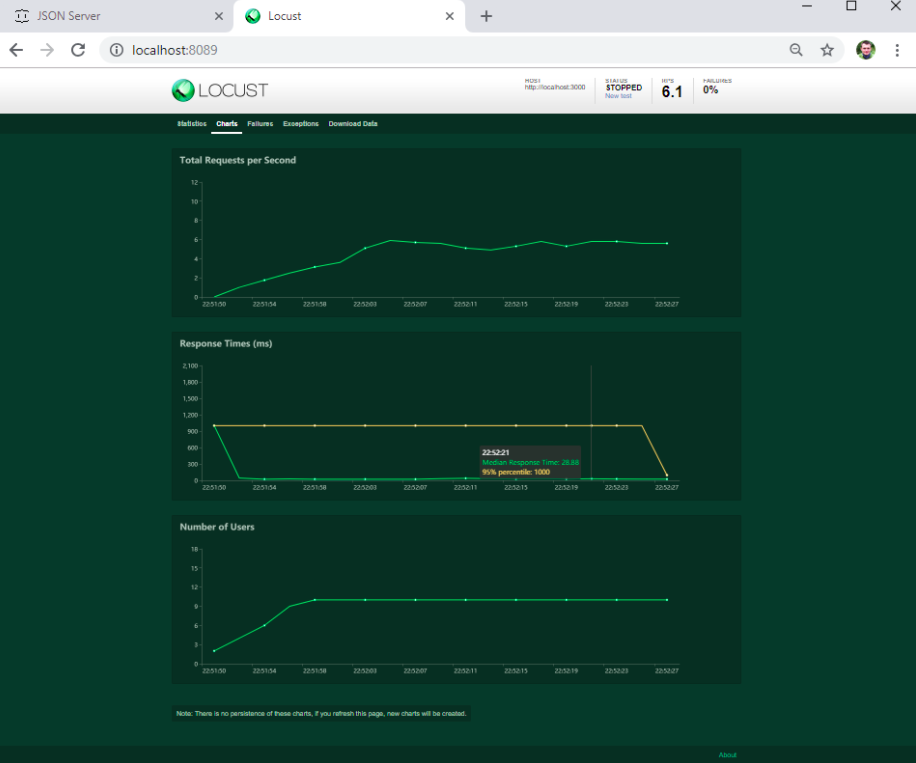 JSON Server
Locust
localhost:8089
LOCUST
HOST
http://localhost:3000
STATUS
STOPPED
New test
RPS
6.1
FAILURES
0%
Statistics Charts Failures Exceptions Download Data
Total Requests per Second
12
10
8
6
4
2
0
22:51:50 22:51:54 22:51:58 22:52:03 22:52:07 22:52:11 22:52:15 22:52:19 22:52:23 22:52:27
Response Times (ms)
2,100
1,800
1,500
1,200
900
600
300
0
22:52:21
Median Response Time: 28.88
95% percentile: 1000
22:51:50 22:51:54 22:51:58 22:52:03 22:52:07 22:52:11 22:52:15 22:52:19 22:52:23 22:52:27
Number of Users
18
15
12
9
6
3
0
22:51:50 22:51:54 22:51:58 22:52:03 22:52:07 22:52:11 22:52:15 22:52:19 22:52:23 22:52:27
Note: There is no persistence of these charts, if you refresh this page, new charts will be created.
About